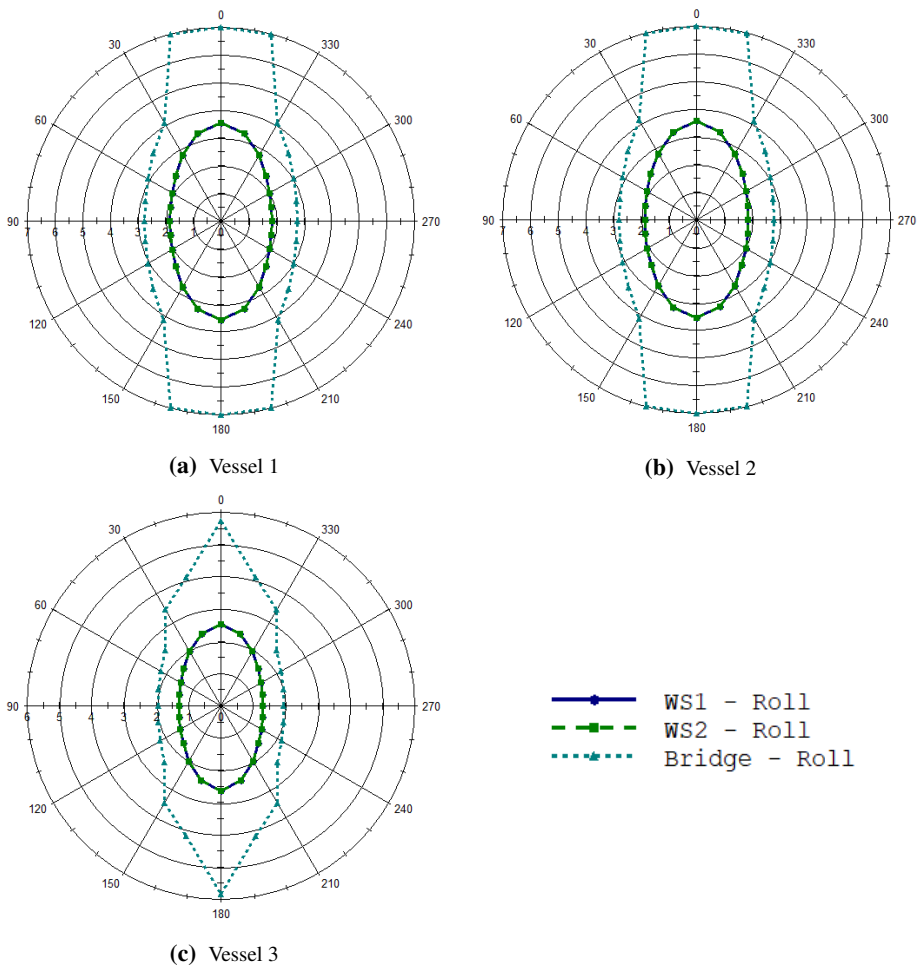 0 0
30 330 30 330
60 300 60 300
90 270 90 270
7 6 5 4 3 2 1 0 7 6 5 4 3 2 1 0
120 240 120 240
150 210 150 210
180 180
(a) Vessel 1 (b) Vessel 2
0
30 330
60 300
90 270
6 5 4 3 2 1 0
120 240
150 210
180
(c) Vessel 3
WS1 - Roll
WS2 - Roll
Bridge - Roll